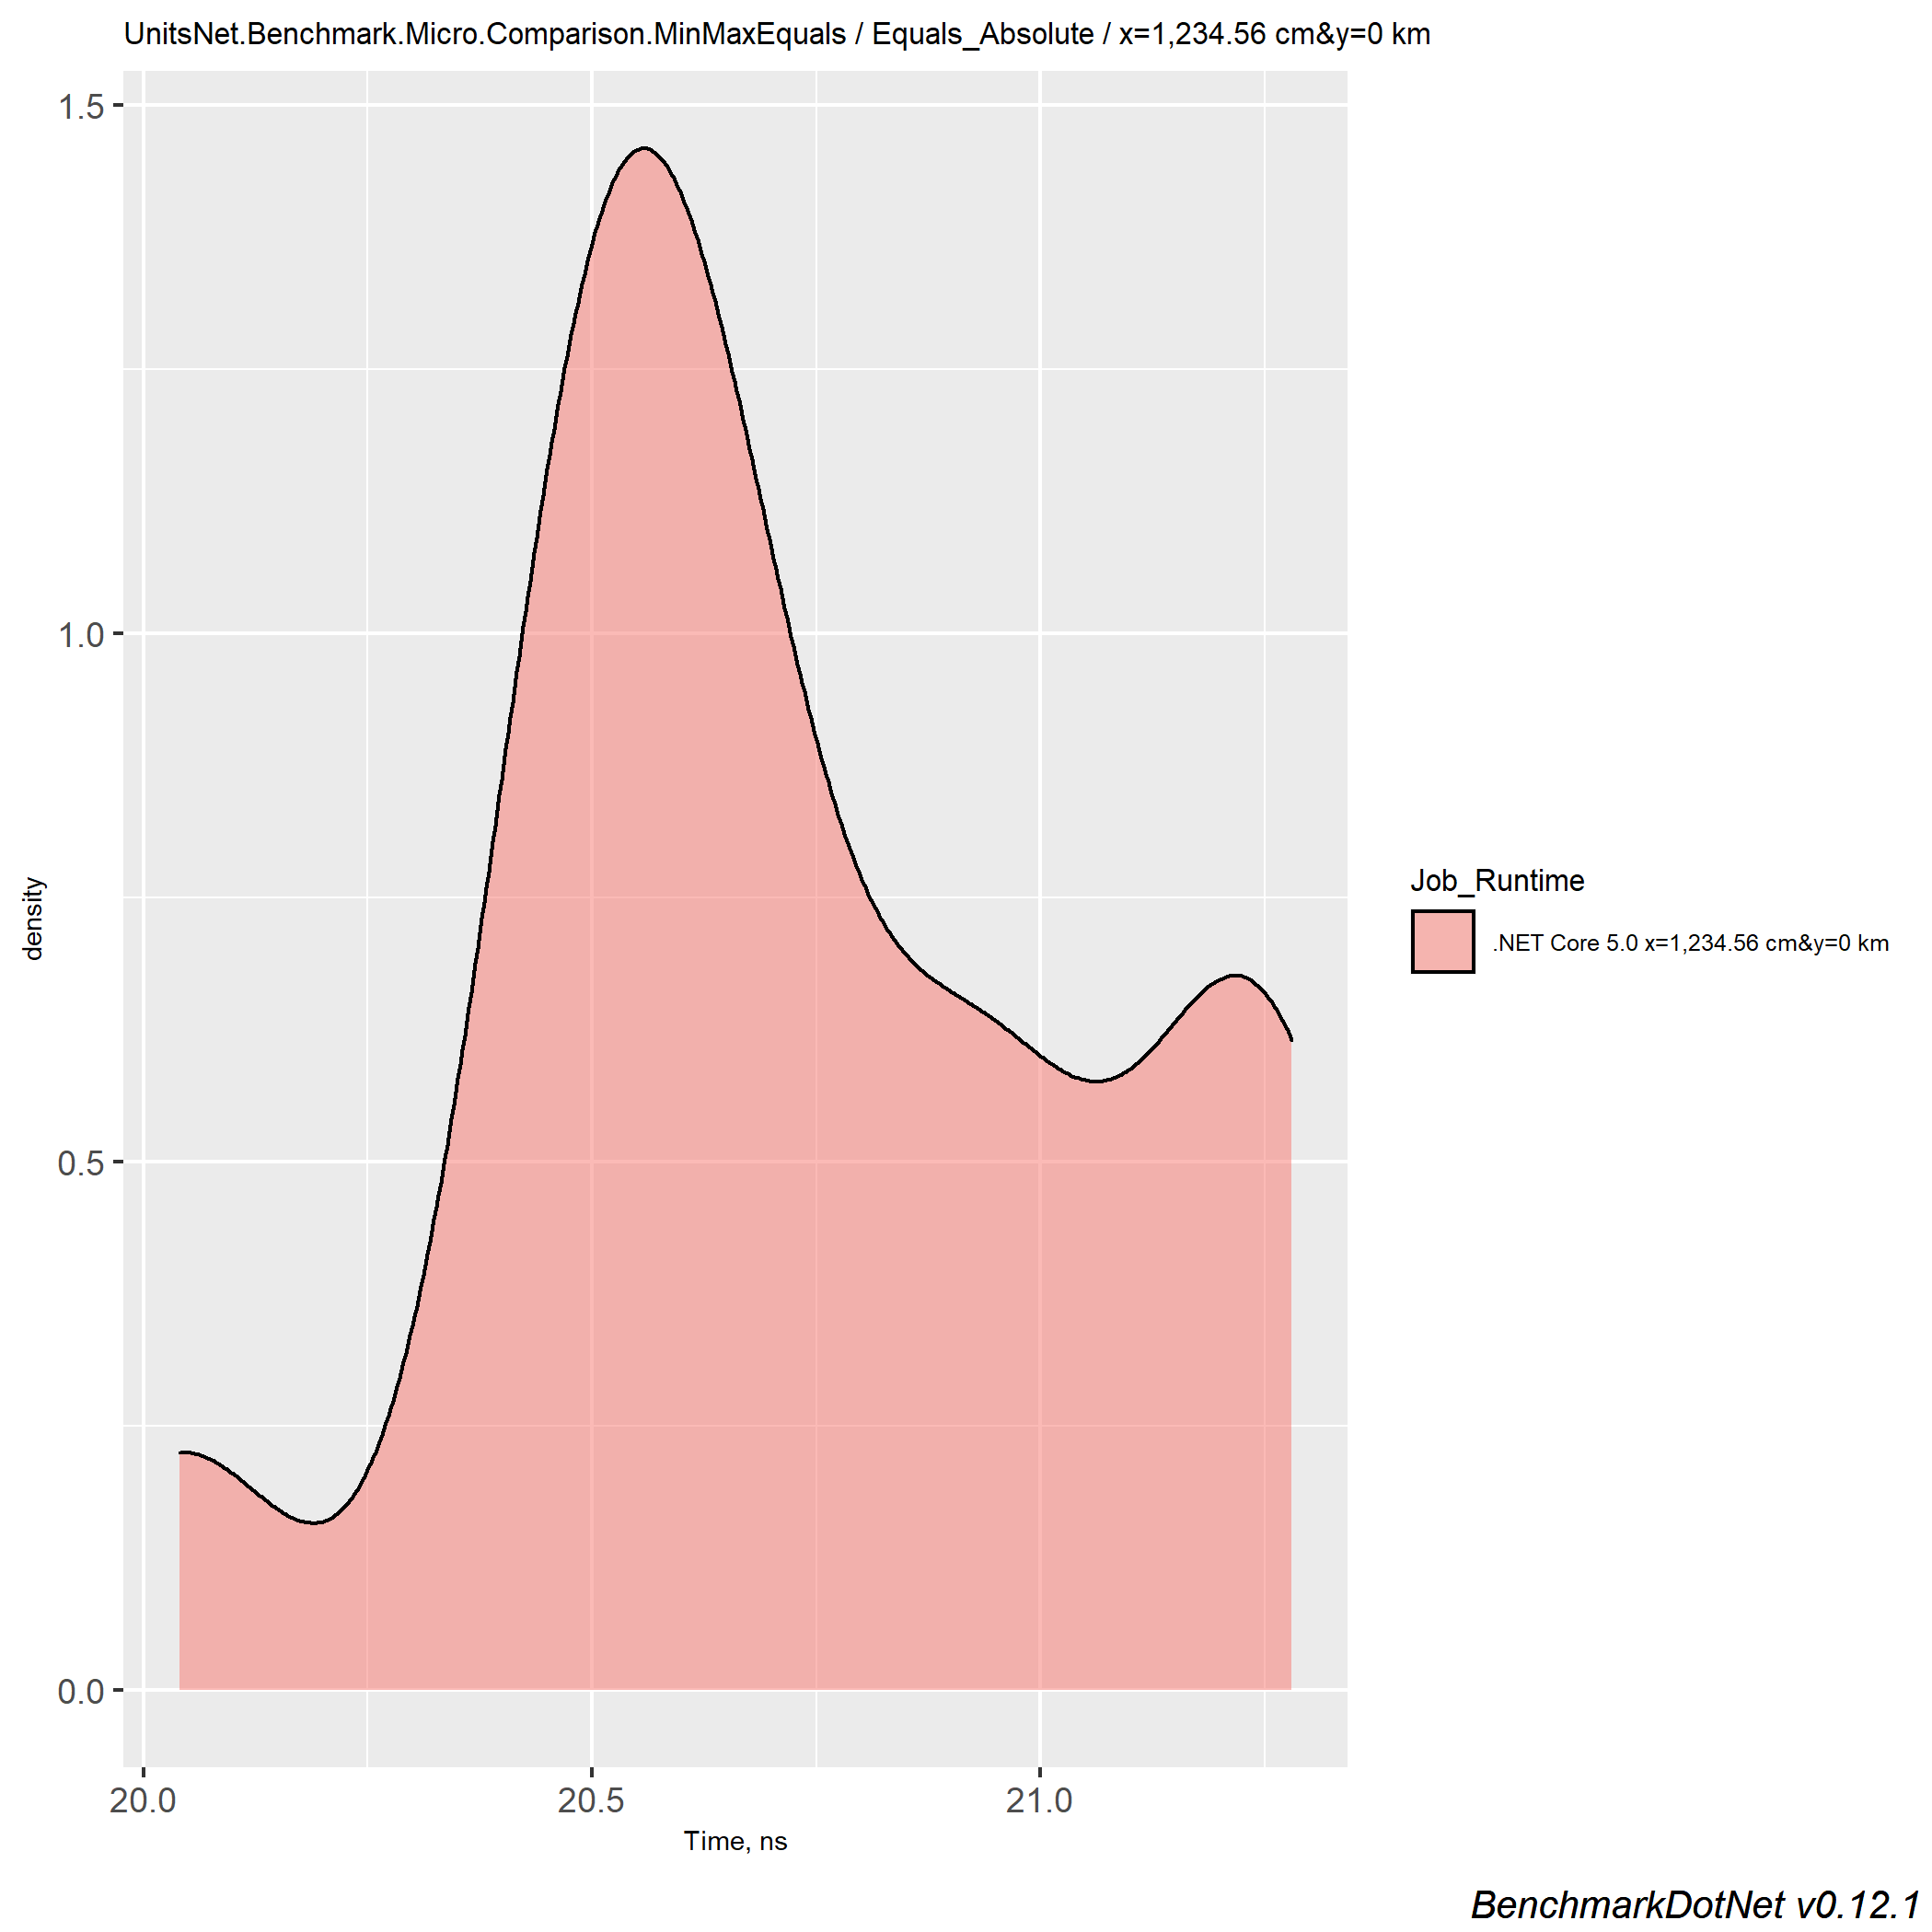 UnitsNet.Benchmark.Micro.Comparison.MinMaxEquals / Equals_Absolute / x=1,234.56 cm&y=0 km
1.5
1.0
0.5
0.0
density
20.0
20.5
21.0
Time, ns
Job_Runtime
.NET Core 5.0 x=1,234.56 cm&y=0 km
BenchmarkDotNet v0.12.1